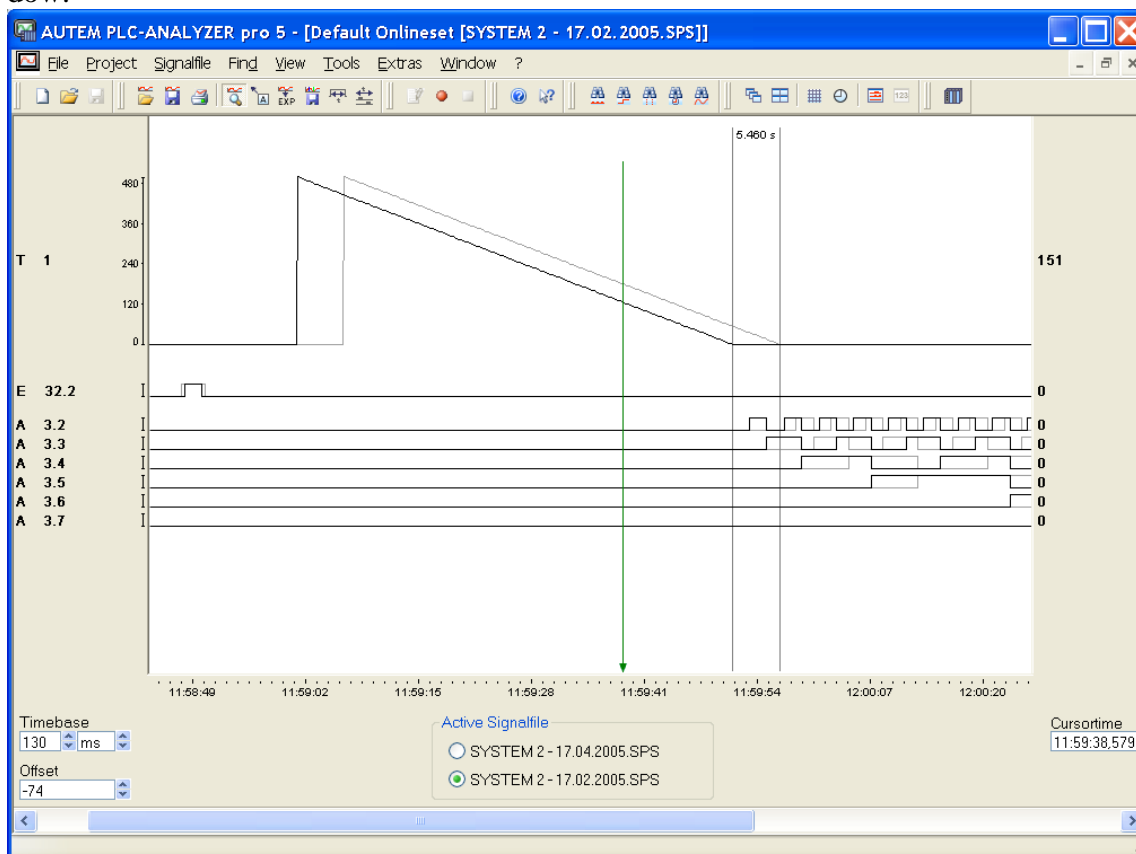 dow.
AUTEM PLC-ANALYZER pro 5 - [Default Onlineset [SYSTEM 2 - 17.02.2005.SPS]]
File Project Signalfile Find View Tools Extras Window ?
A EXP 123
5.460 s
480
360
T 1 240 151
120
0
E 32.2 0
A 3.2 0
A 3.3 0
A 3.4 0
A 3.5 0
A 3.6 0
A 3.7 0
11:58:49 11:59:02 11:59:15 11:59:28 11:59:41 11:59:54 12:00:07 12:00:20
Timebase Active Signalfile Cursortime
130 ms SYSTEM 2 - 17.04.2005.SPS 11:59:38,579
Offset SYSTEM 2 - 17.02.2005.SPS
-74